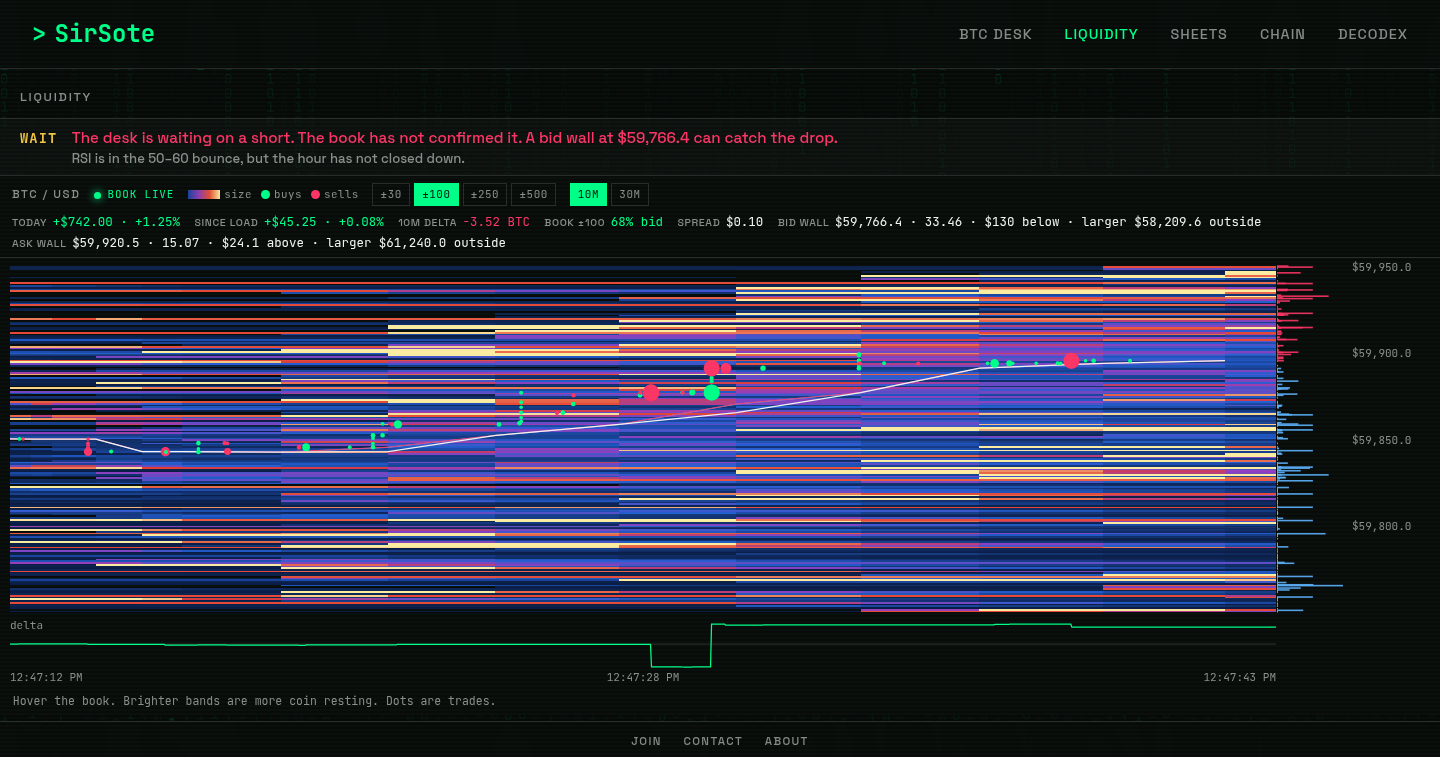 > SirSote
BTC DESK LIQUIDITY SHEETS CHAIN DECODEX
LIQUIDITY
WAIT The desk is waiting on a short. The book has not confirmed it. A bid wall at $59,766.4 can catch the drop.
RSI is in the 50–60 bounce, but the hour has not closed down.
BTC / USD BOOK LIVE size buys sells ±30 ±100 ±250 ±500 10M 30M
TODAY +$742.00 · +1.25% SINCE LOAD +$45.25 · +0.08% 10M DELTA -3.52 BTC BOOK ±100 68% bid SPREAD $0.10 BID WALL $59,766.4 · 33.46 · $130 below · larger $58,209.6 outside
ASK WALL $59,920.5 · 15.07 · $24.1 above · larger $61,240.0 outside
$59,950.0
$59,900.0
$59,850.0
$59,800.0
delta
12:47:12 PM 12:47:28 PM 12:47:43 PM
Hover the book. Brighter bands are more coin resting. Dots are trades.
JOIN CONTACT ABOUT